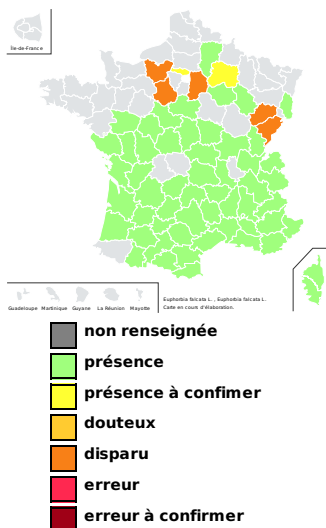 Île-de-France
Euphorbia falcata L. , Euphorbia falcata L.
Carte en cours d'élaboration.
Guadeloupe Martinique Guyane La Réunion Mayotte
non renseignée
présence
présence à confimer
douteux
disparu
erreur
erreur à confirmer